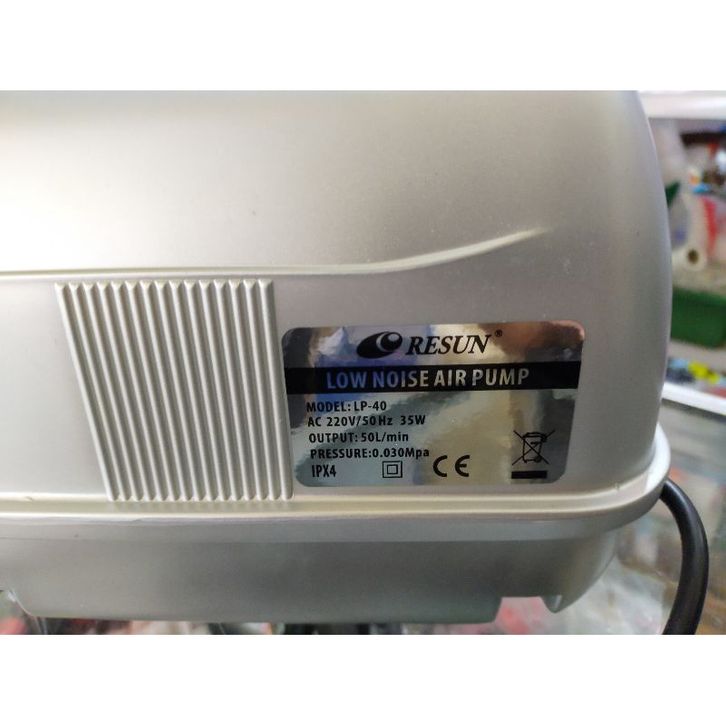 RESUN®
LOW NOISE AIR PUMP
MODEL: LP-40
AC 220V/50Hz 35W
OUTPUT: 50L/min
PRESSURE:0.030Mpa
IPX4 CE